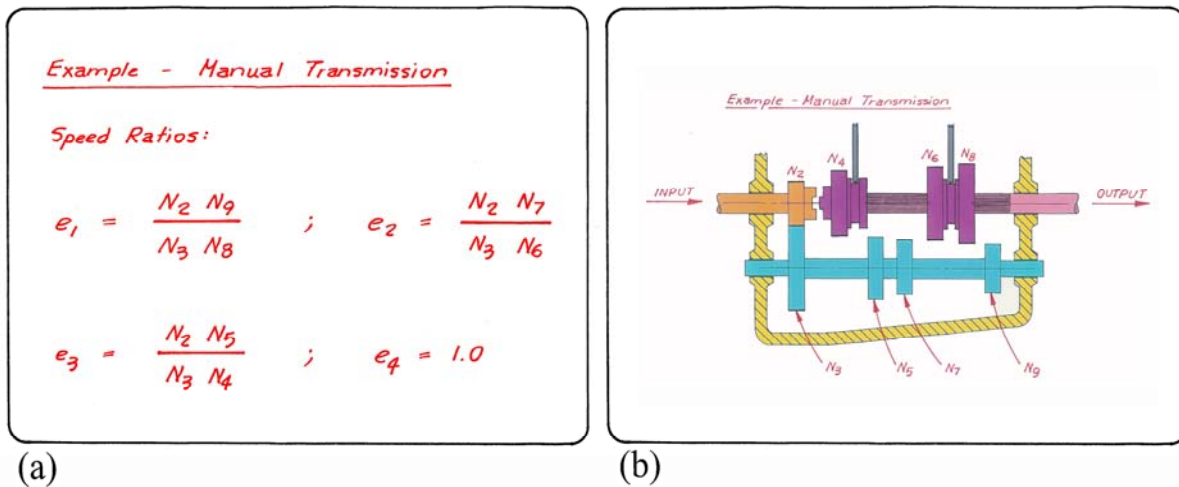 Example - Manual Transmission
Speed Ratios:
e₁ = N₂ N₉ / N₃ N₈ ; e₂ = N₂ N₇ / N₃ N₆
e₃ = N₂ N₅ / N₃ N₄ ; e₄ = 1.0
(a)
Example - Manual Transmission
N₂ N₄ N₆ N₈
INPUT OUTPUT
N₃ N₅ N₇ N₉
(b)